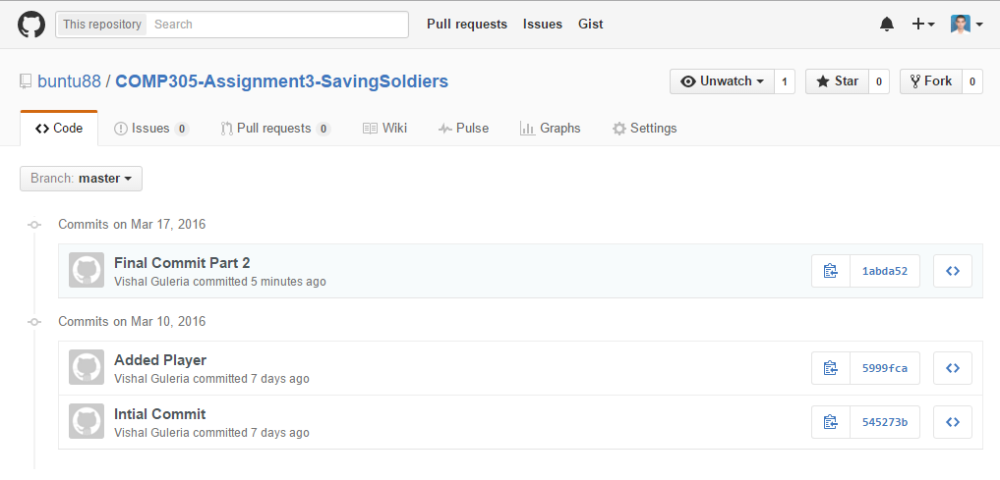 This repository Search Pull requests Issues Gist
buntu88 / COMP305-Assignment3-SavingSoldiers Unwatch 1 Star 0 Fork 0
Code Issues 0 Pull requests 0 Wiki Pulse Graphs Settings
Branch: master
Commits on Mar 17, 2016
Final Commit Part 2
Vishal Guleria committed 5 minutes ago
1abda52
Commits on Mar 10, 2016
Added Player
Vishal Guleria committed 7 days ago
5999fca
Intial Commit
Vishal Guleria committed 7 days ago
545273b